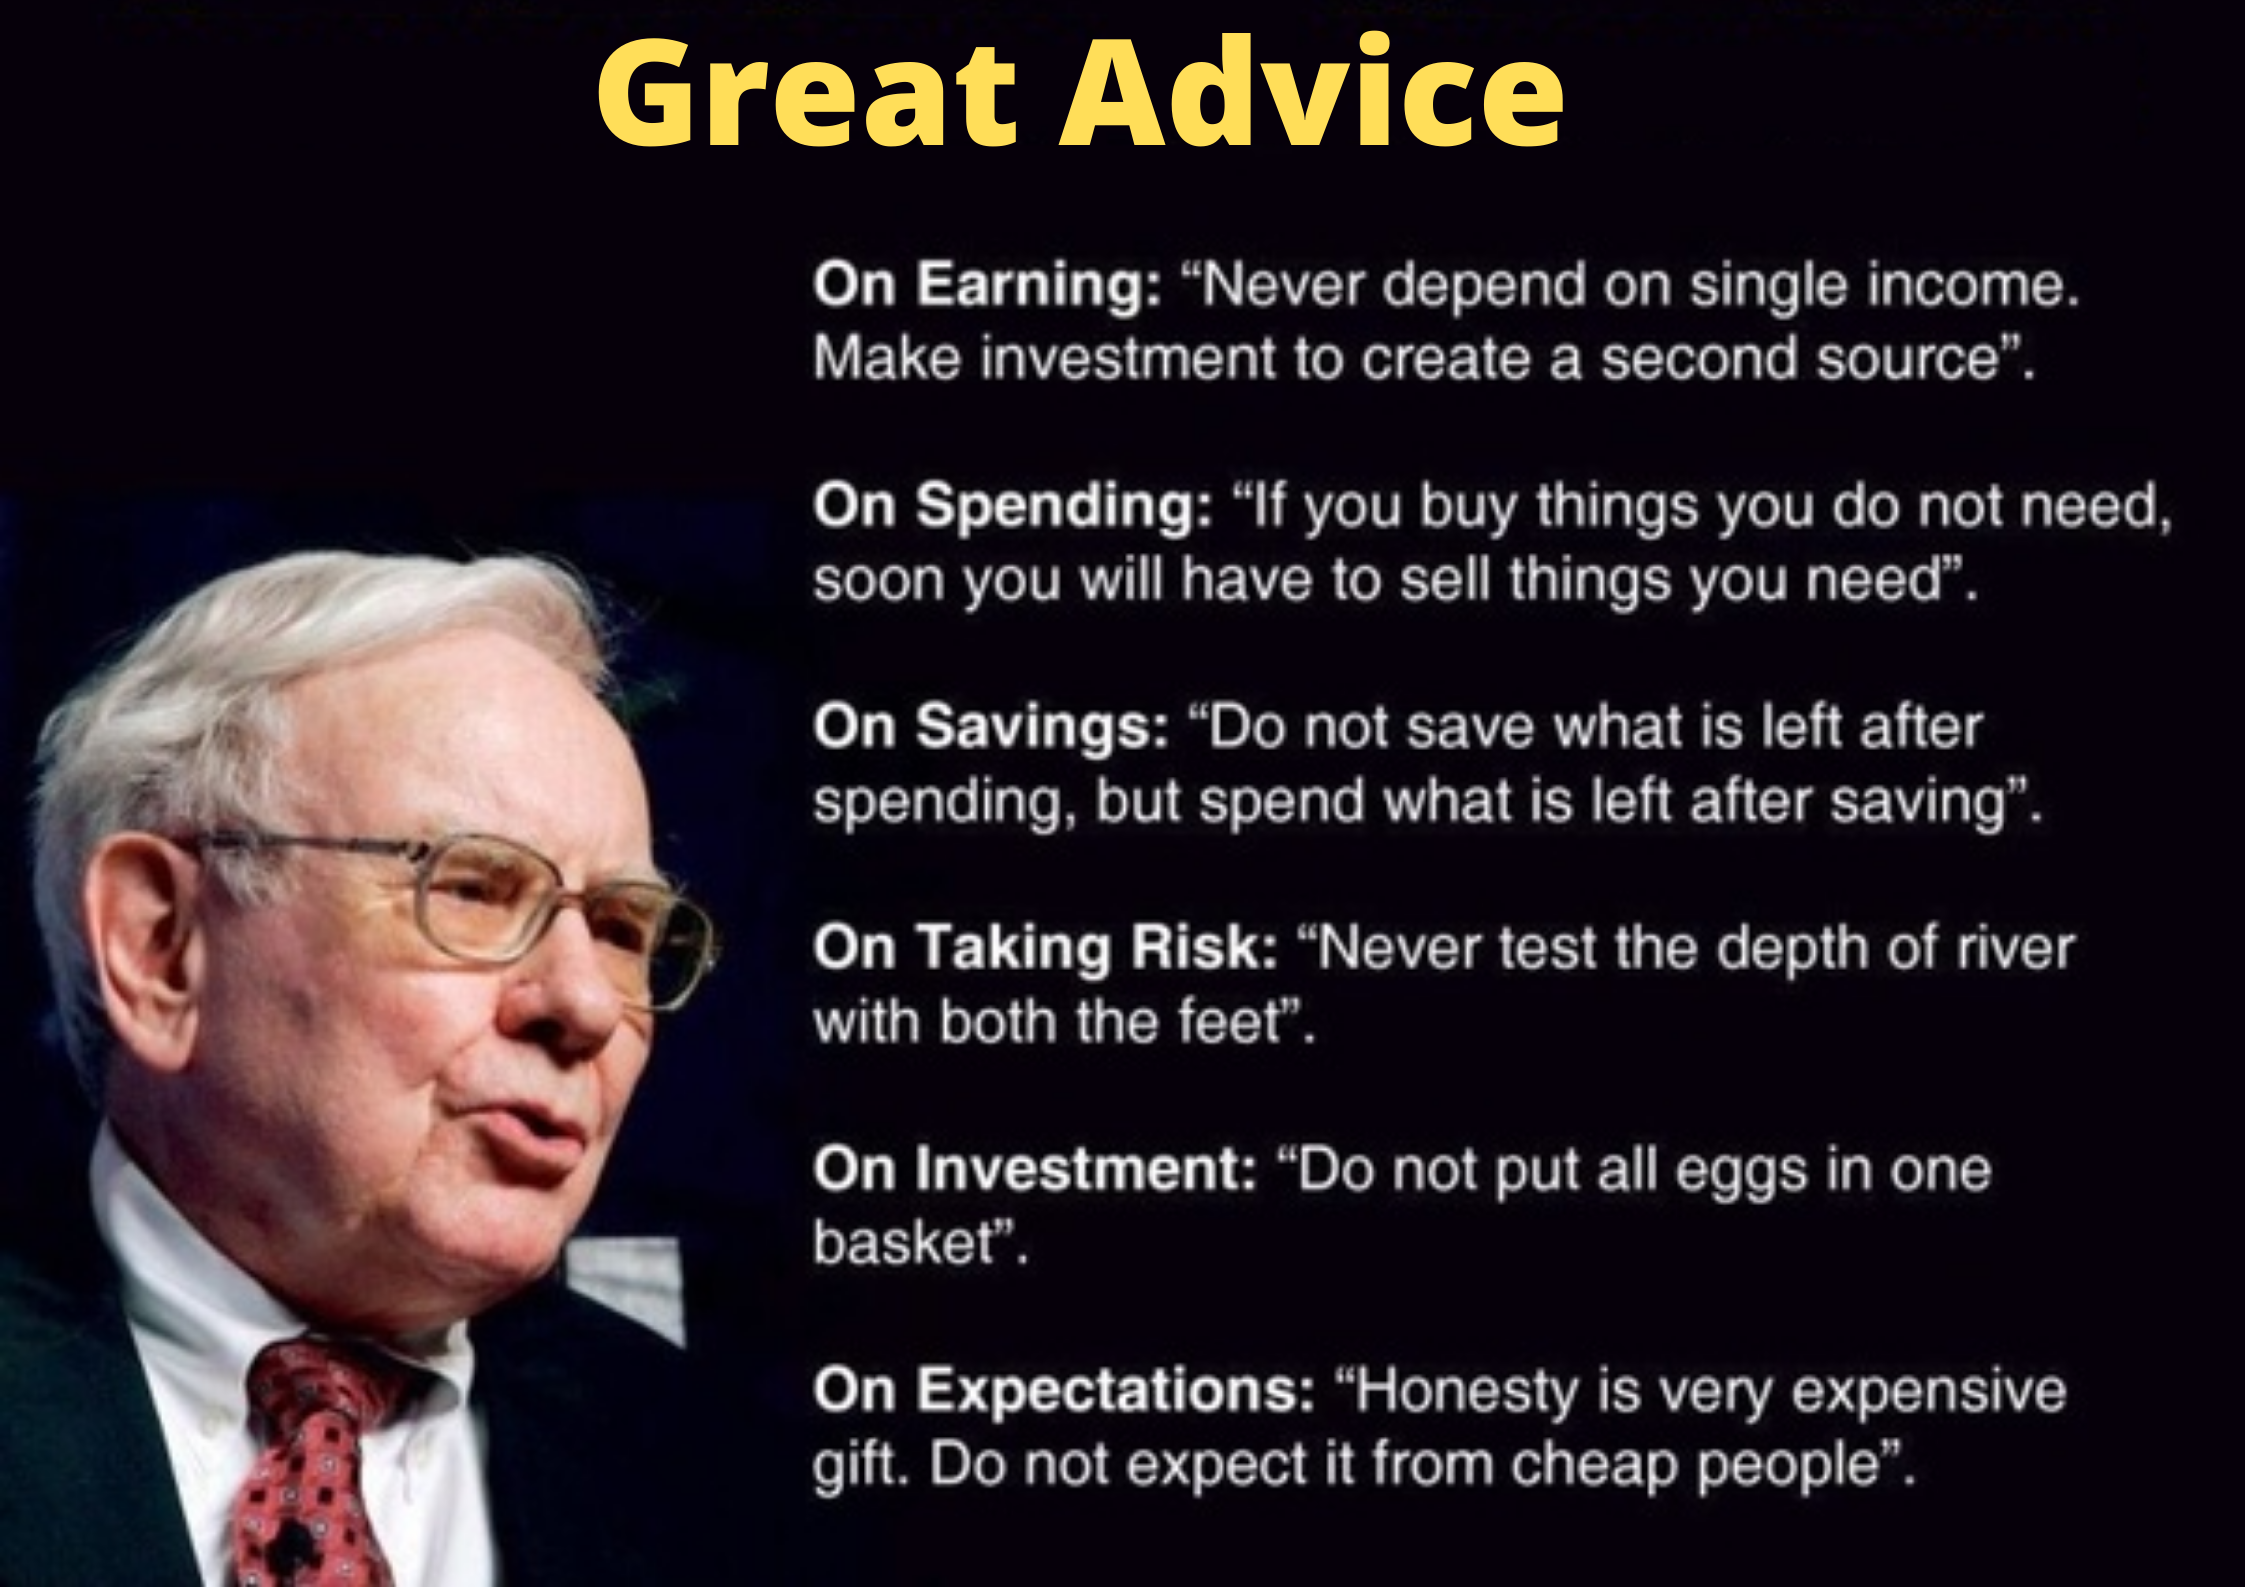 Great Advice
On Earning: “Never depend on single income.
Make investment to create a second source”.
On Spending: “If you buy things you do not need,
soon you will have to sell things you need”.
On Savings: “Do not save what is left after
spending, but spend what is left after saving”.
On Taking Risk: “Never test the depth of river
with both the feet”.
On Investment: “Do not put all eggs in one
basket”.
On Expectations: “Honesty is very expensive
gift. Do not expect it from cheap people”.